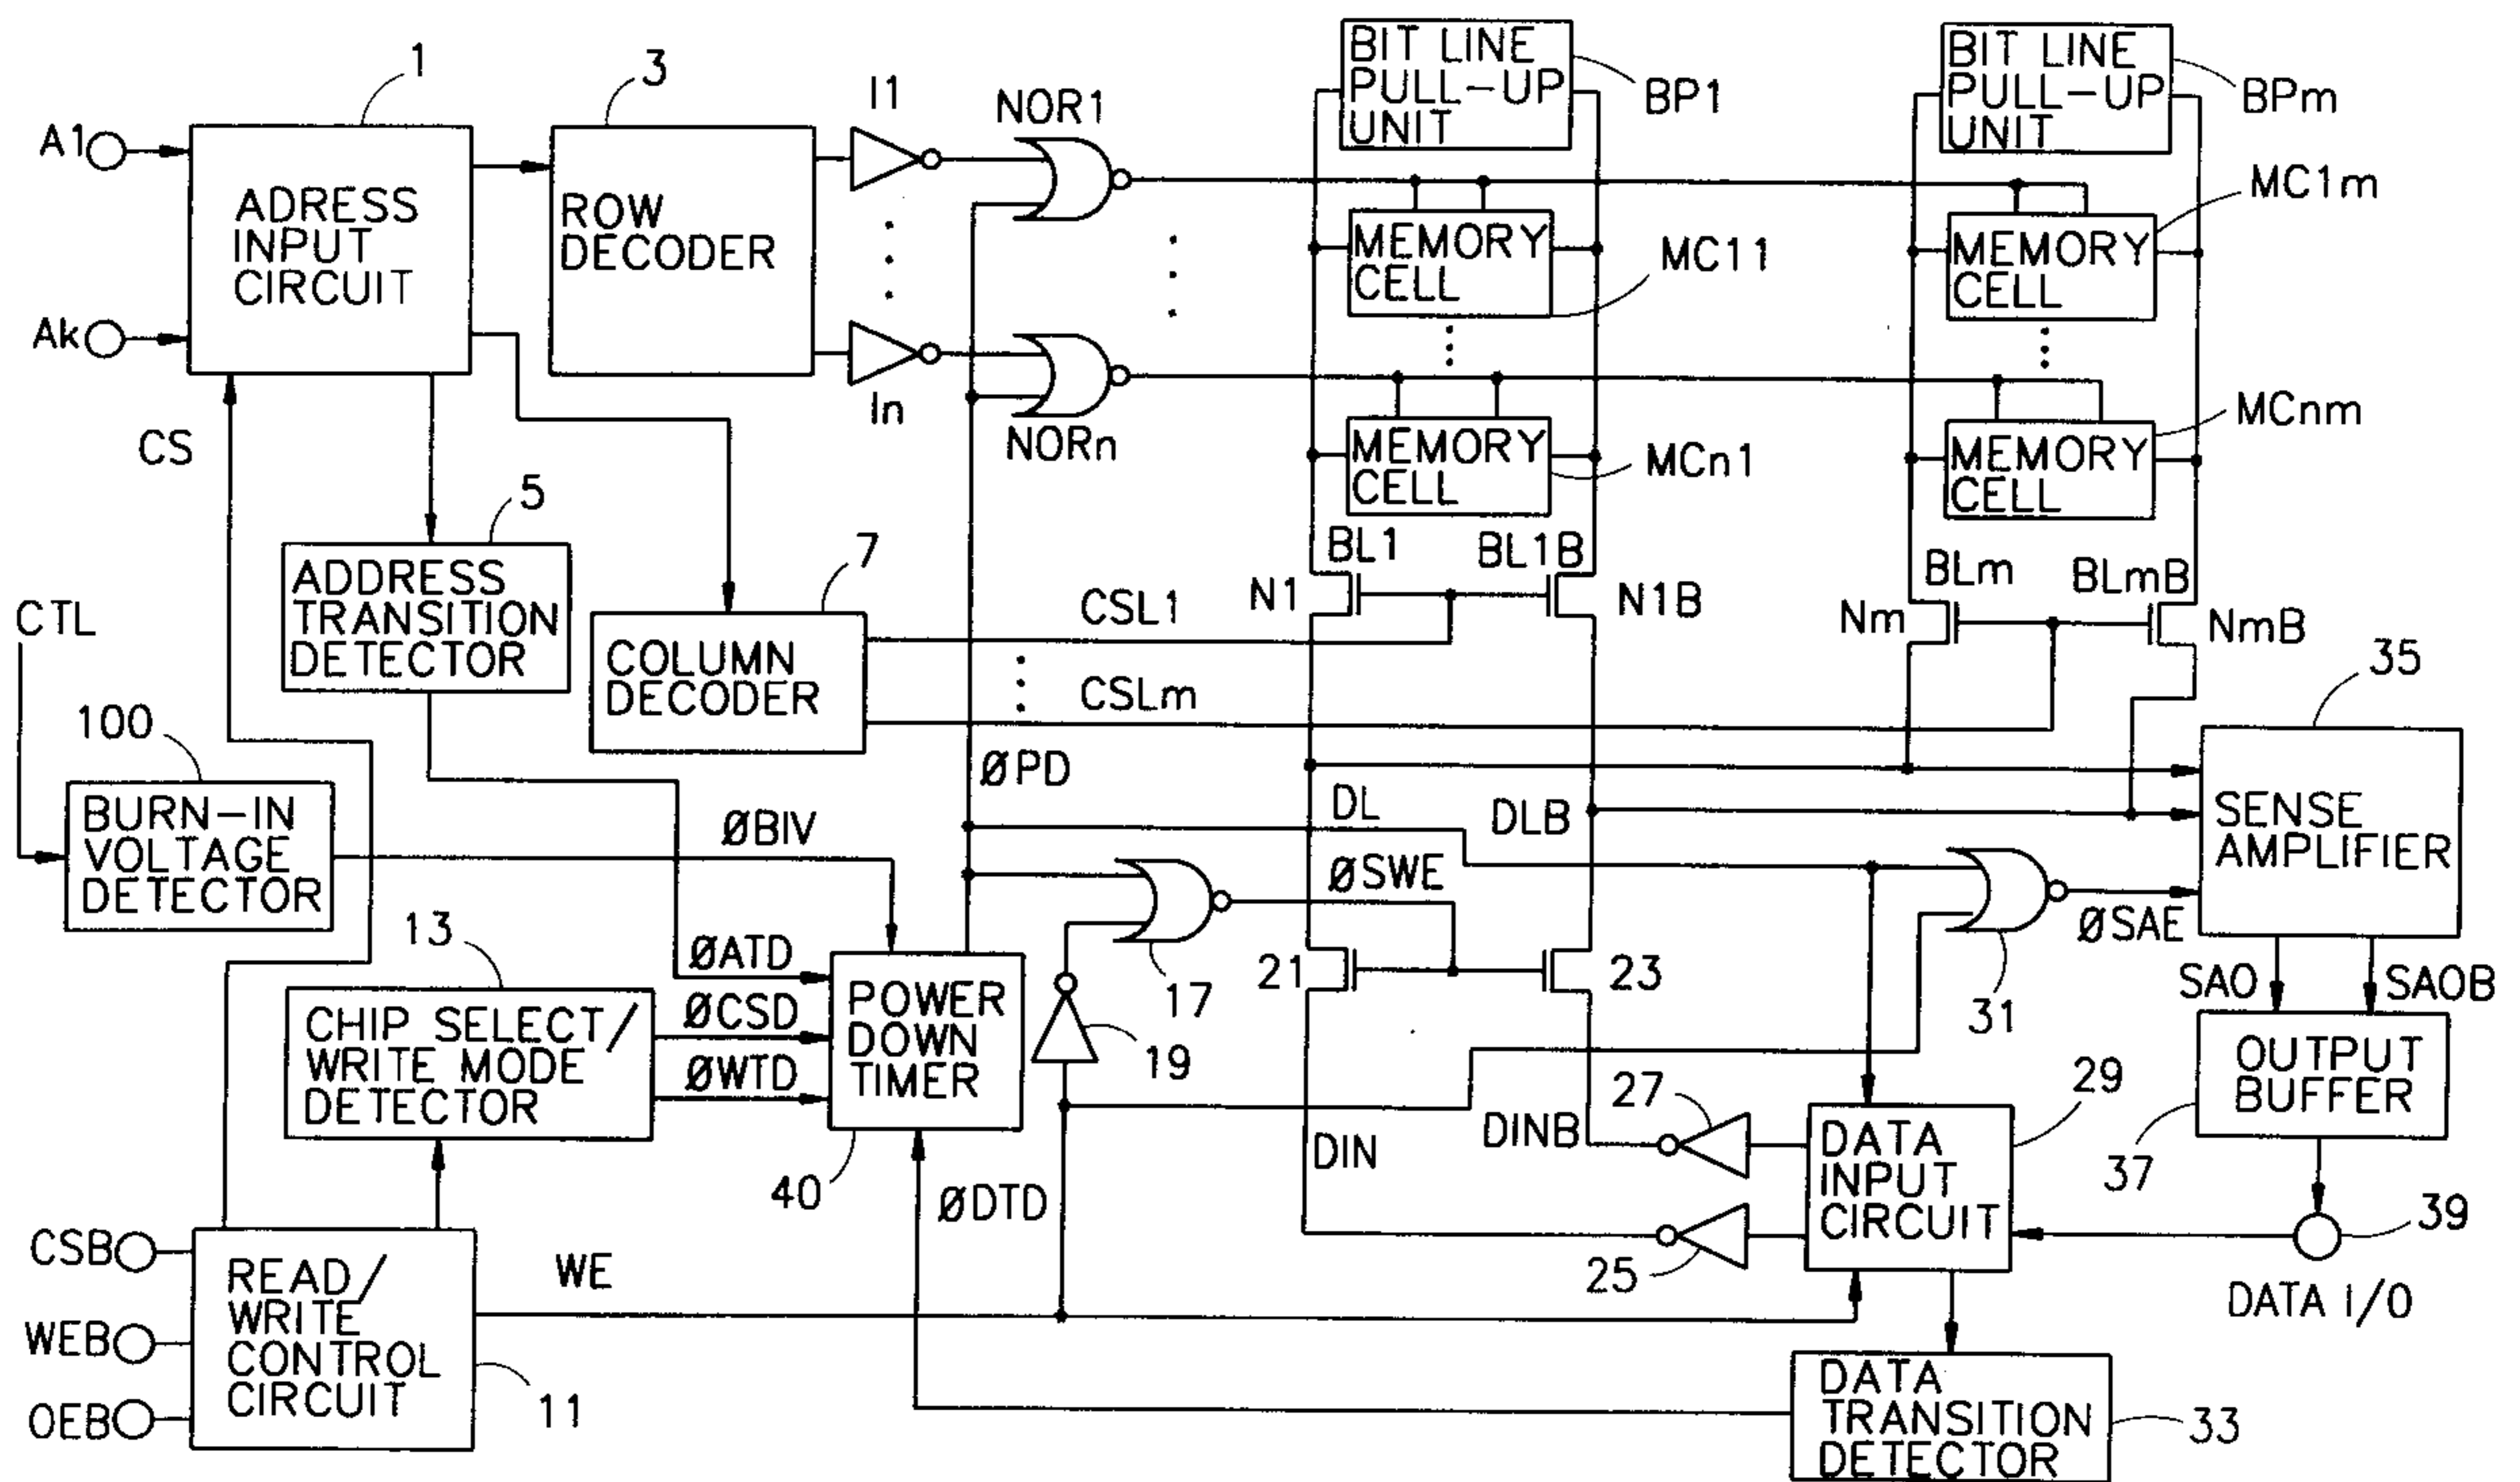 1
3
I1
NOR1
BIT LINE
PULL-UP
UNIT
BP1
BIT LINE
PULL-UP
UNIT
BPm
A1
ADRESS
INPUT
CIRCUIT
ROW
DECODER
MEMORY
CELL
MC11
MEMORY
CELL
MC1m
Ak
In
NORn
CS
MEMORY
CELL
MCn1
MEMORY
CELL
MCnm
5
7
BL1
BL1B
BLm
BLmB
ADDRESS
TRANSITION
DETECTOR
CTL
CSL1
N1
N1B
Nm
NmB
COLUMN
DECODER
35
CSLm
100
ØPD
BURN-IN
VOLTAGE
DETECTOR
ØBIV
DL
DLB
SENSE
AMPLIFIER
ØSWE
13
ØSAE
ØATD
21
23
17
31
SAO
SAOB
CHIP SELECT/
WRITE MODE
DETECTOR
ØCSD
ØWTD
POWER
DOWN
TIMER
19
OUTPUT
BUFFER
27
29
DIN
DINB
DATA
INPUT
CIRCUIT
37
40
ØDTD
39
CSB
READ/
WRITE
CONTROL
CIRCUIT
WE
25
DATA I/O
WEB
OEB
11
DATA
TRANSITION
DETECTOR
33